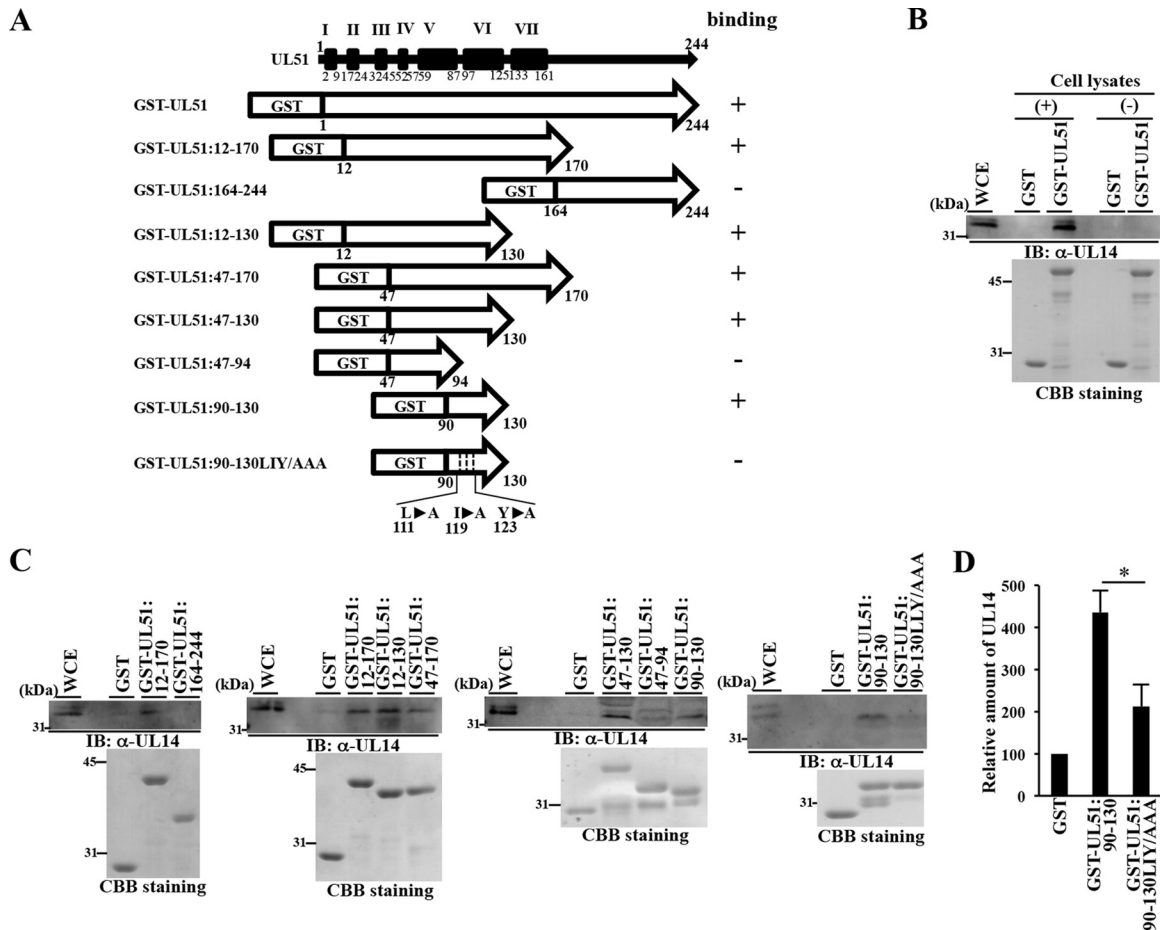 A
binding
I II III IV V VI VII
1 244
UL51
2 9 17 24 32 45 52 57 59 87 97 125 133 161
GST-UL51 GST 1 244 +
GST-UL51:12-170 GST 12 170 +
GST-UL51:164-244 GST 164 244 -
GST-UL51:12-130 GST 12 130 +
GST-UL51:47-170 GST 47 170 +
GST-UL51:47-130 GST 47 130 +
GST-UL51:47-94 GST 47 94 -
GST-UL51:90-130 GST 90 130 +
GST-UL51:90-130LIY/AAA GST 90 130 -
L►A I►A Y►A
111 119 123
B
Cell lysates
(+) (-)
WCE GST GST-UL51 GST GST-UL51
(kDa)
31
IB: α-UL14
45
31
CBB staining
C
WCE GST GST-UL51: 12-170 GST-UL51: 164-244
(kDa)
31
IB: α-UL14
45
31
CBB staining
WCE GST GST-UL51: 12-170 GST-UL51: 12-130 GST-UL51: 47-170
(kDa)
31
IB: α-UL14
45
31
CBB staining
WCE GST GST-UL51: 47-130 GST-UL51: 47-94 GST-UL51: 90-130
(kDa)
31
IB: α-UL14
31
CBB staining
WCE GST GST-UL51: 90-130 GST-UL51: 90-130LIY/AAA
(kDa)
31
IB: α-UL14
31
CBB staining
D
Relative amount of UL14
500
400
300
200
100
0
*
GST
GST-UL51: 90-130
GST-UL51: 90-130LIY/AAA